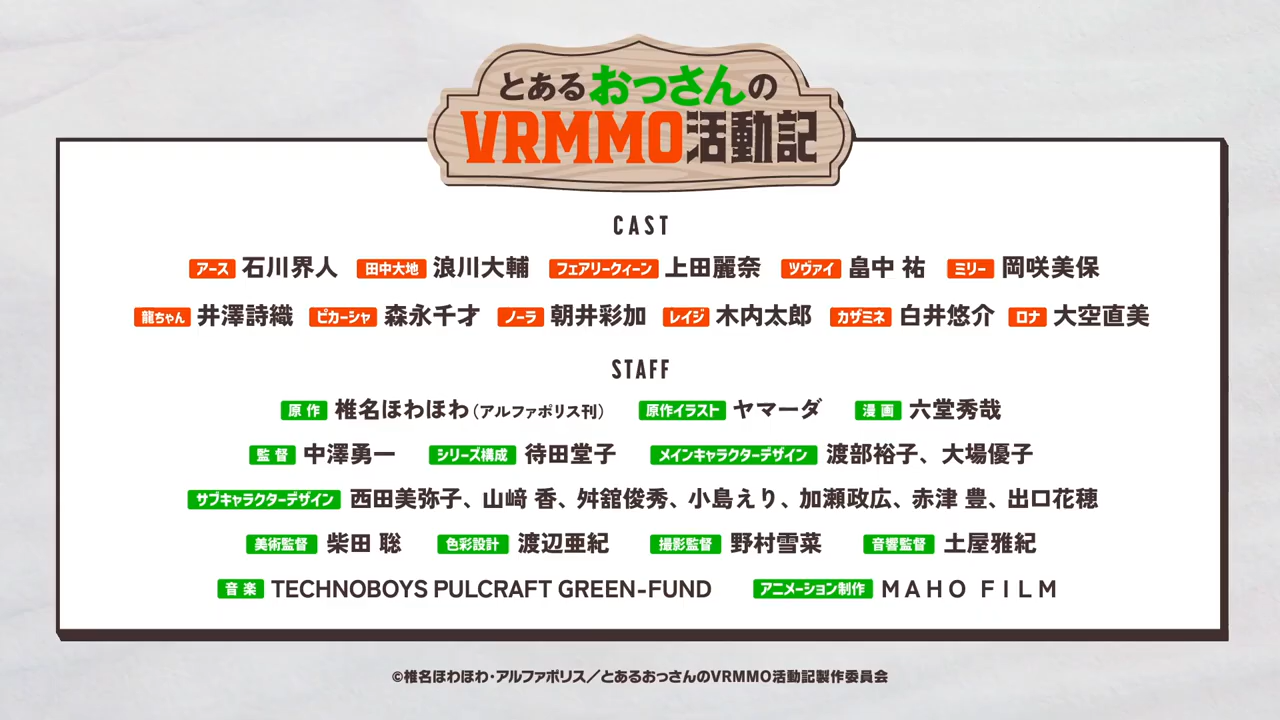 とあるおっさんの
VRMMO活動記
CAST
アース 石川界人 田中大地 浪川大輔 フェアリークィーン 上田麗奈 ツヴァイ 畠中 祐 ミリー 岡咲美保
龍ちゃん 井澤詩織 ピカーシャ 森永千才 ノーラ 朝井彩加 レイジ 木内太郎 カザミネ 白井悠介 ロナ 大空直美
STAFF
原作 椎名ほわほわ（アルファポリス刊） 原作イラスト ヤマーダ 漫画 六堂秀哉
監督 中澤勇一 シリーズ構成 待田堂子 メインキャラクターデザイン 渡部裕子、大場優子
サブキャラクターデザイン 西田美弥子、山﨑 香、舛舘俊秀、小島えり、加瀬政広、赤津 豊、出口花穂
美術監督 柴田 聡 色彩設計 渡辺亜紀 撮影監督 野村雪菜 音響監督 土屋雅紀
音楽 TECHNOBOYS PULCRAFT GREEN-FUND アニメーション制作 MAHO FILM
©椎名ほわほわ・アルファポリス／とあるおっさんのVRMMO活動記製作委員会